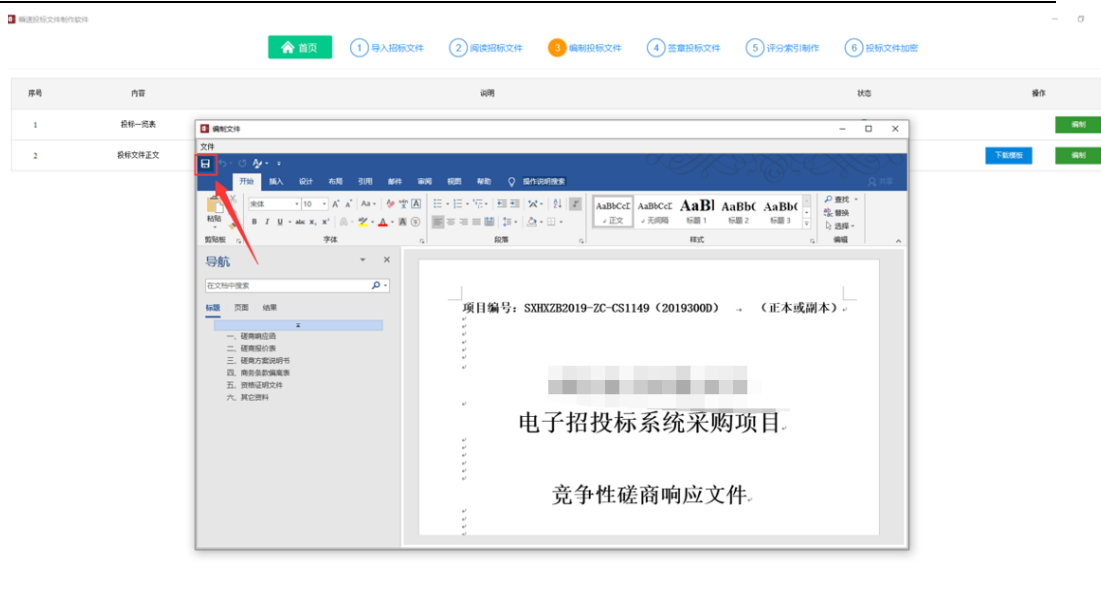 精速投标文件制作软件
首页 1 导入招标文件 2 阅读招标文件 3 编制投标文件 4 签章投标文件 5 评分索引制作 6 投标文件加密
序号 内容 说明 状态 操作
1 投标一览表 编制
2 投标文件正文 下载模板 编制
编制文件
文件
开始 插入 设计 布局 引用 邮件 审阅 视图 帮助 操作说明搜索 共享
宋体 10 Aa
粘贴 B I U abc x, x'
AaBbCcD AaBbCcD AaBl AaBb( AaBb(
正文 无间隔 标题 1 标题 2 标题 3
查找
替换
选择
剪贴板 字体 段落 样式 编辑
导航
在文档中搜索
标题 页面 结果
一、磋商响应函
二、磋商报价表
三、磋商方案说明书
四、商务条款偏离表
五、资格证明文件
六、其它资料
项目编号：SXHXZB2019-ZC-CS1149（2019300D） → （正本或副本）
电子招投标系统采购项目
竞争性磋商响应文件